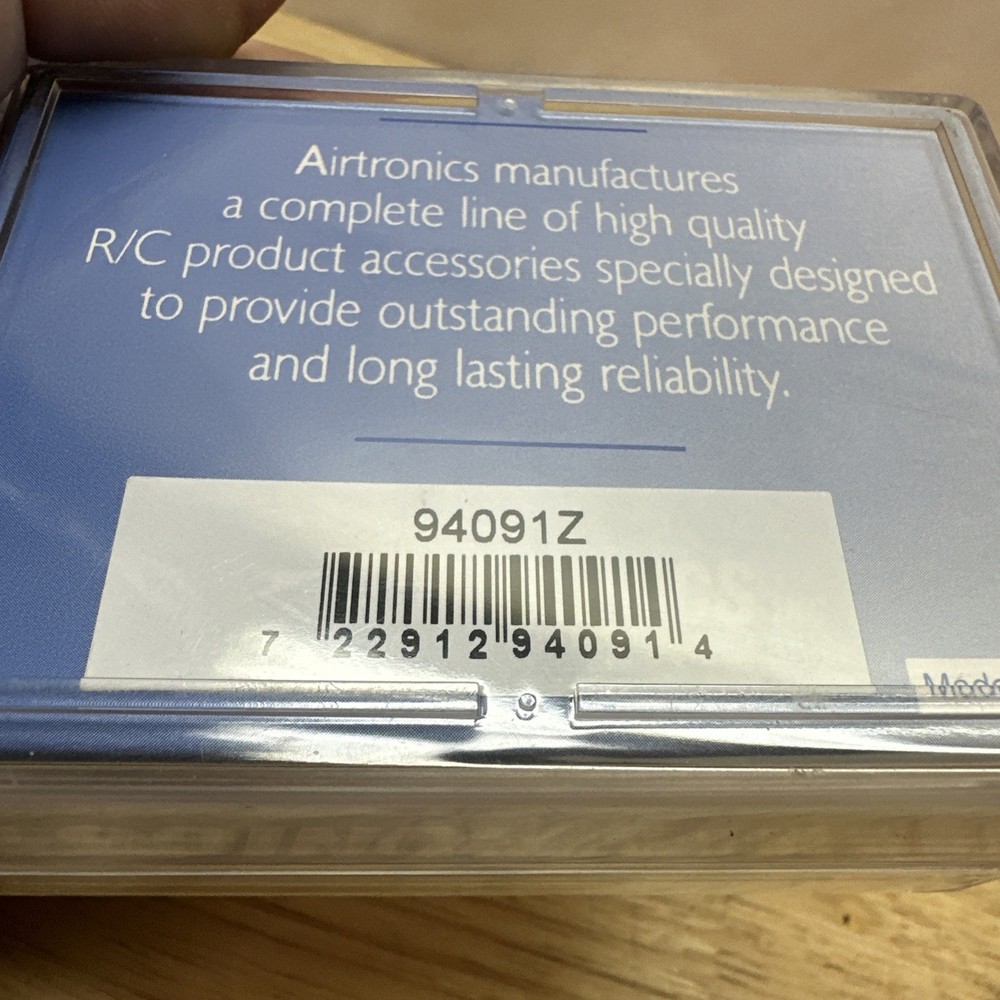 Airtronics manufactures
a complete line of high quality
R/C product accessories specially designed
to provide outstanding performance
and long lasting reliability.
94091Z
7 22912 94091 4